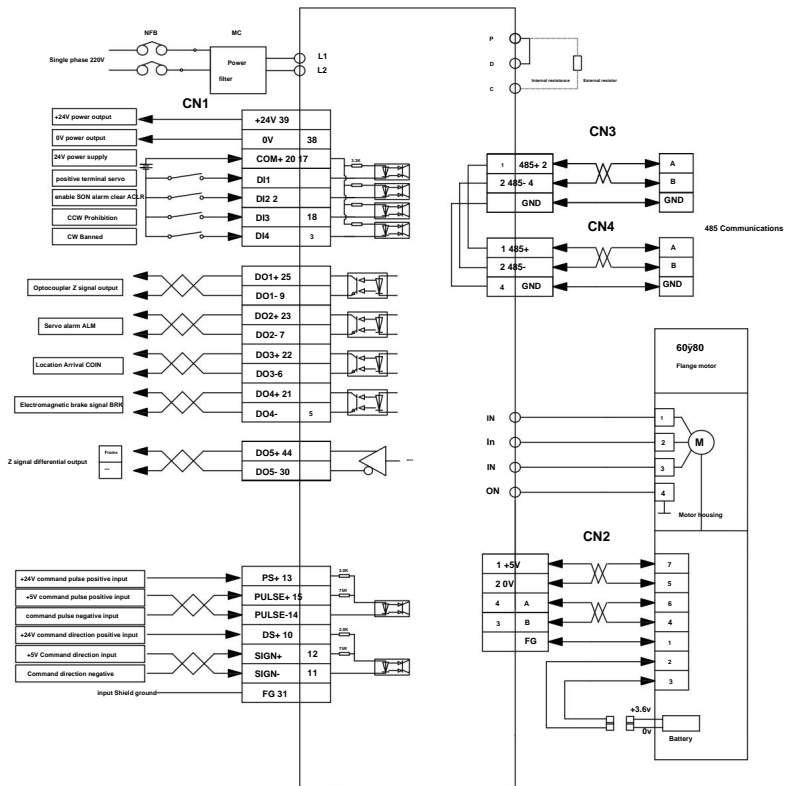 NFB
MC
Single phase 220V
Power
filter
L1
L2
P
D
C
Internal resistance
External resistor
CN1
+24V power output
0V power output
24V power supply
positive terminal servo
enable SON alarm clear ACLR
CCW Prohibition
CW Banned
+24V 39
0V 38
COM+ 20 17
DI1
DI2 2
DI3 18
DI4 3
3.3K
CN3
1 485+ 2
2 485- 4
GND
A
B
GND
CN4
1 485+
2 485-
4 GND
A
B
GND
485 Communications
Optocoupler Z signal output
Servo alarm ALM
Location Arrival COIN
Electromagnetic brake signal BRK
DO1+ 25
DO1- 9
DO2+ 23
DO2- 7
DO3+ 22
DO3-6
DO4+ 21
DO4- 5
Z signal differential output
Frame
---
DO5+ 44
DO5- 30
----
60ÿ80
Flange motor
IN
In
IN
ON
1
2
3
4
M
Motor housing
CN2
1 +5V
2 0V
4 A
3 B
FG
7
5
6
4
1
2
3
+3.6v
0v
Battery
+24V command pulse positive input
+5V command pulse positive input
command pulse negative input
+24V command direction positive input
+5V Command direction input
Command direction negative
input Shield ground
PS+ 13
PULSE+ 15
PULSE-14
DS+ 10
SIGN+ 12
SIGN- 11
FG 31
2.0K
75R
2.0K
75R